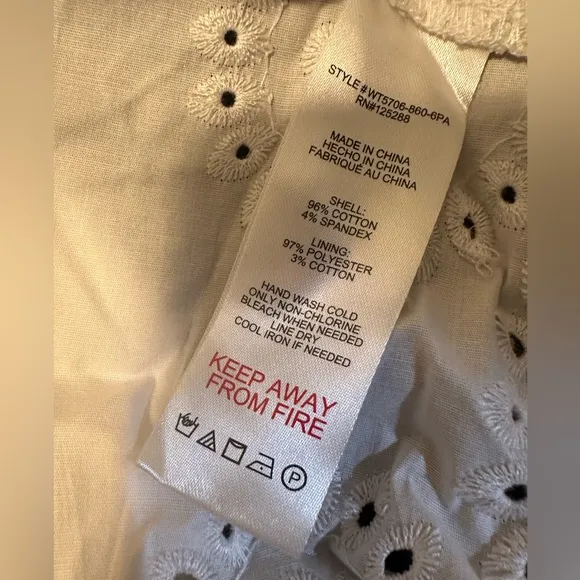 STYLE #WT5706-860-6PA
RN#125288
MADE IN CHINA
HECHO IN CHINA
FABRIQUÉ AU CHINA
SHELL:
96% COTTON
4% SPANDEX
LINING:
97% POLYESTER
3% COTTON
HAND WASH COLD
ONLY NON-CHLORINE
BLEACH WHEN NEEDED
LINE DRY
COOL IRON IF NEEDED
KEEP AWAY
FROM FIRE
P